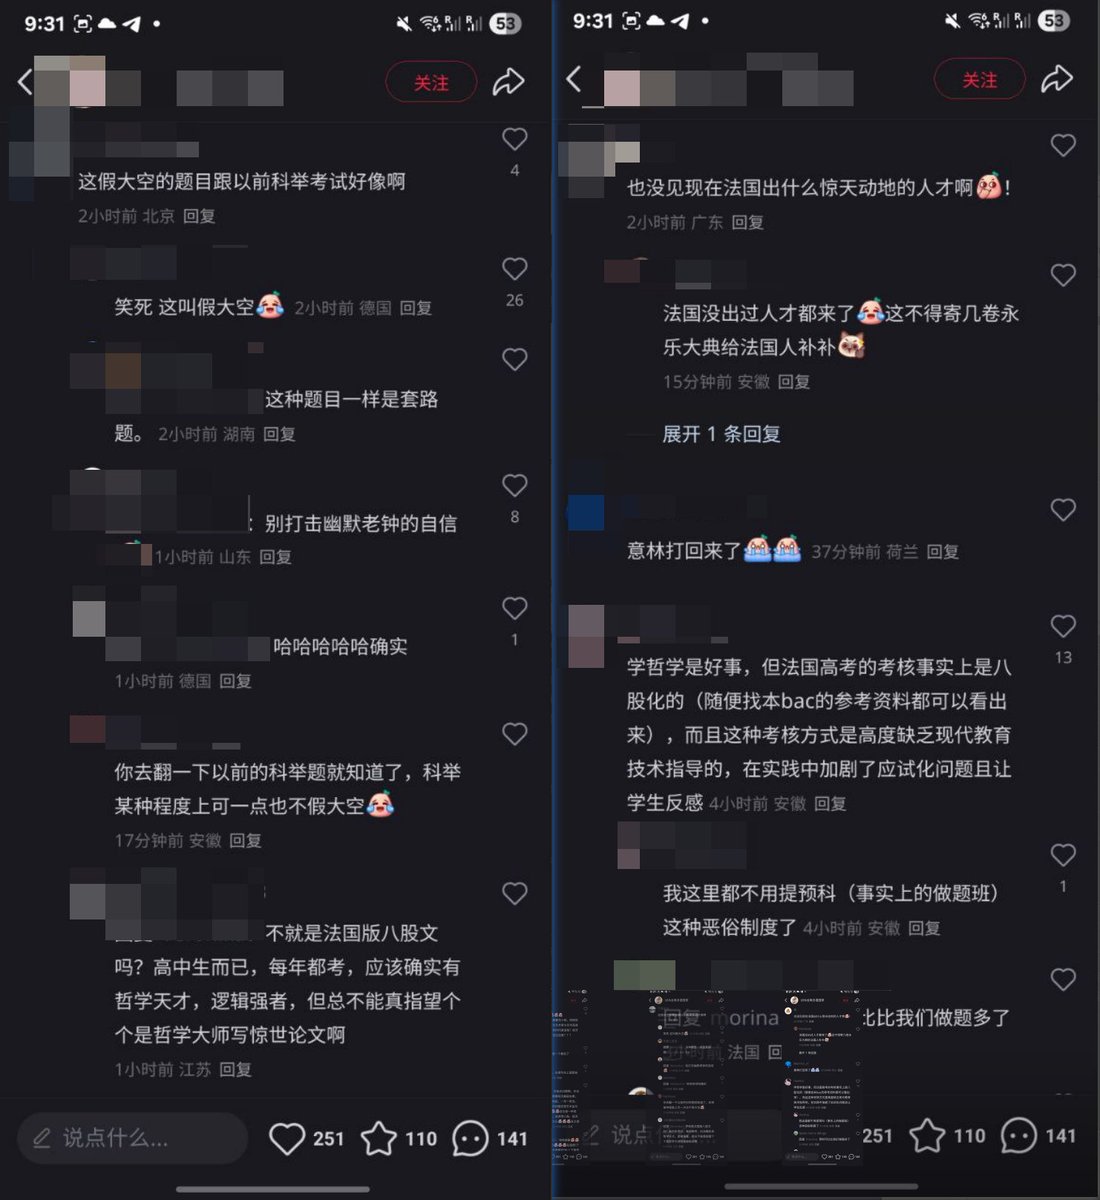 9:31
53
关注
这假大空的题目跟以前科举考试好像啊
4
2小时前 北京 回复
笑死 这叫假大空 2小时前 德国 回复
26
这种题目一样是套路
题。 2小时前 湖南 回复
: 别打击幽默老钟的自信
8
1小时前 山东 回复
哈哈哈哈哈确实
1
1小时前 德国 回复
你去翻一下以前的科举题就知道了，科举
某种程度上可一点也不假大空
17分钟前 安徽 回复
不就是法国版八股文
吗？高中生而已，每年都考，应该确实有
哲学天才，逻辑强者，但总不能真指望个
个是哲学大师写惊世论文啊
1小时前 江苏 回复
说点什么...
251
110
141
9:31
53
关注
也没见现在法国出什么惊天动地的人才啊！
2小时前 广东 回复
法国没出过人才都来了这不得寄几卷永
乐大典给法国人补补
15分钟前 安徽 回复
展开 1 条回复
意林打回来了 37分钟前 荷兰 回复
学哲学是好事，但法国高考的考核事实上是八
13
股化的（随便找本bac的参考资料都可以看出
来），而且这种考核方式是高度缺乏现代教育
技术指导的，在实践中加剧了应试化问题且让
学生反感 4小时前 安徽 回复
我这里都不用提预科（事实上的做题班）
1
这种恶俗制度了 4小时前 安徽 回复
回复 morina
比我们做题多了
时前 法国 回
说点
251
110
141